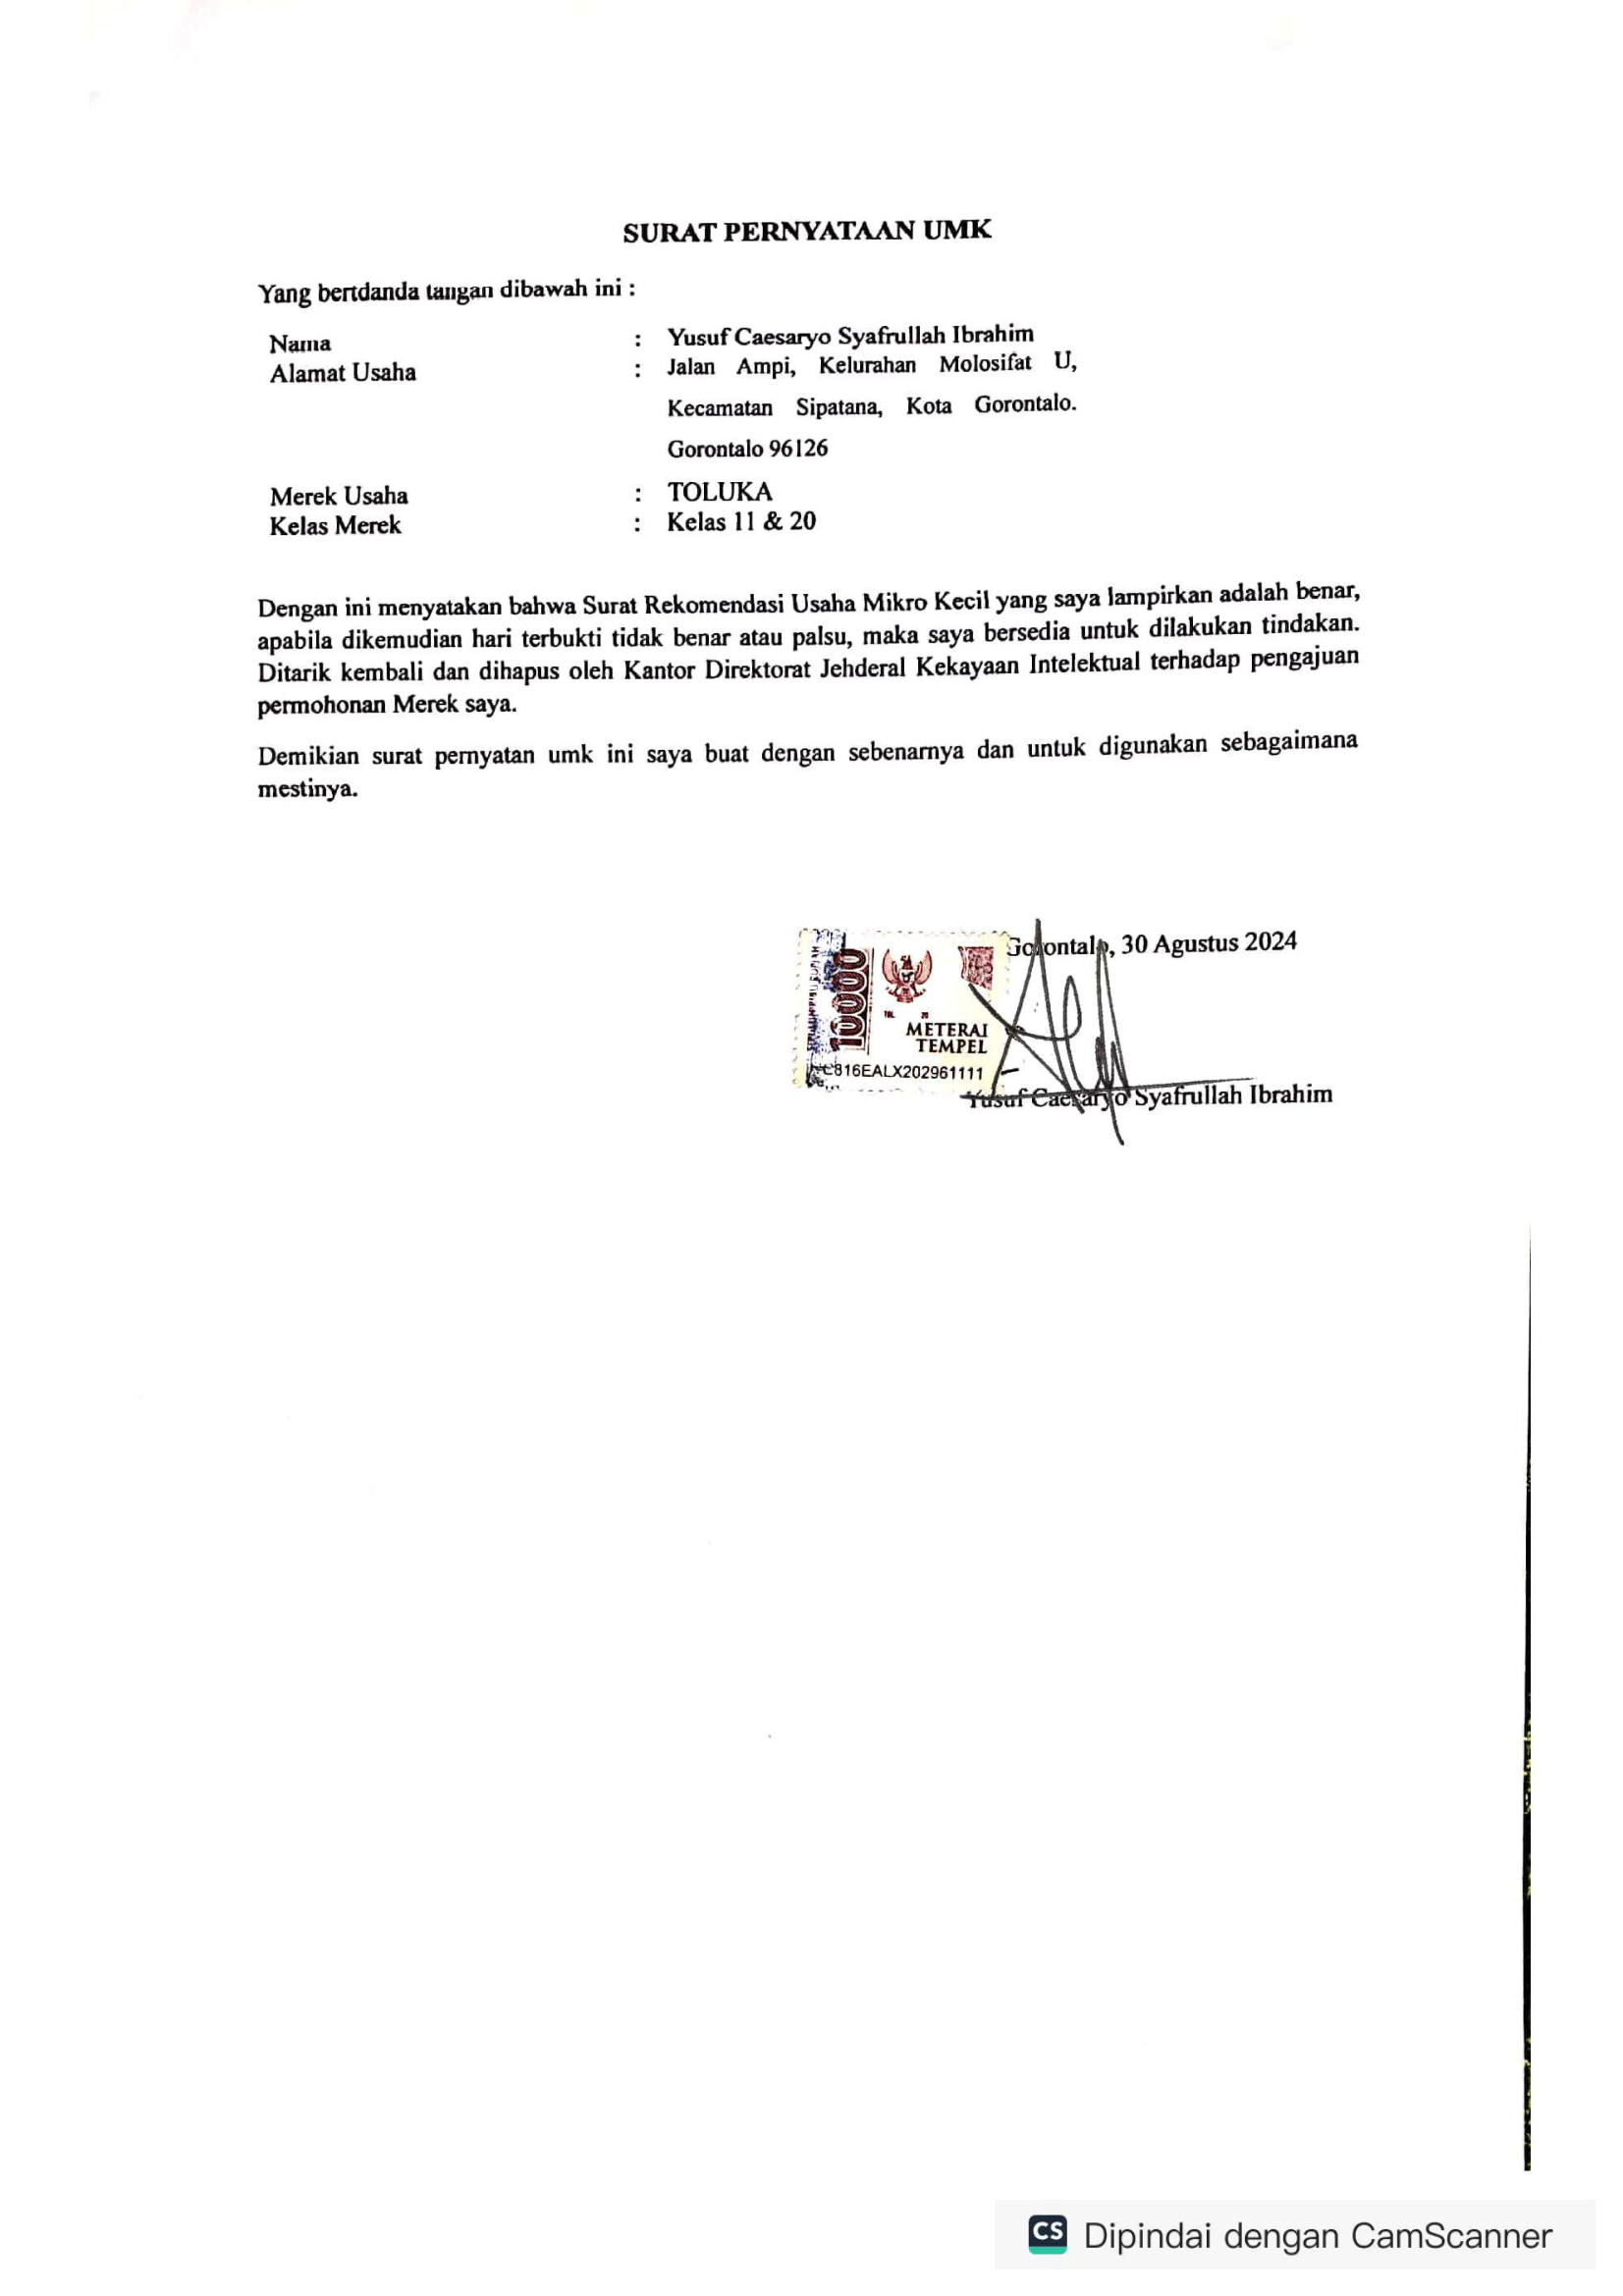 SURAT PERNYATAAN UMK
Yang bertdanda tangan dibawah ini :
Nama : Yusuf Caesaryo Syafrullah Ibrahim
Alamat Usaha : Jalan Ampi, Kelurahan Molosifat U,
Kecamatan Sipatana, Kota Gorontalo.
Gorontalo 96126
Merek Usaha : TOLUKA
Kelas Merek : Kelas 11 & 20
Dengan ini menyatakan bahwa Surat Rekomendasi Usaha Mikro Kecil yang saya lampirkan adalah benar,
apabila dikemudian hari terbukti tidak benar atau palsu, maka saya bersedia untuk dilakukan tindakan.
Ditarik kembali dan dihapus oleh Kantor Direktorat Jehderal Kekayaan Intelektual terhadap pengajuan
permohonan Merek saya.
Demikian surat pernyatan umk ini saya buat dengan sebenarnya dan untuk digunakan sebagaimana
mestinya.
Gorontalo, 30 Agustus 2024
10000
METERAI
TEMPEL
816EALX202961111
Yusuf Caesaryo Syafrullah Ibrahim
CS Dipindai dengan CamScanner